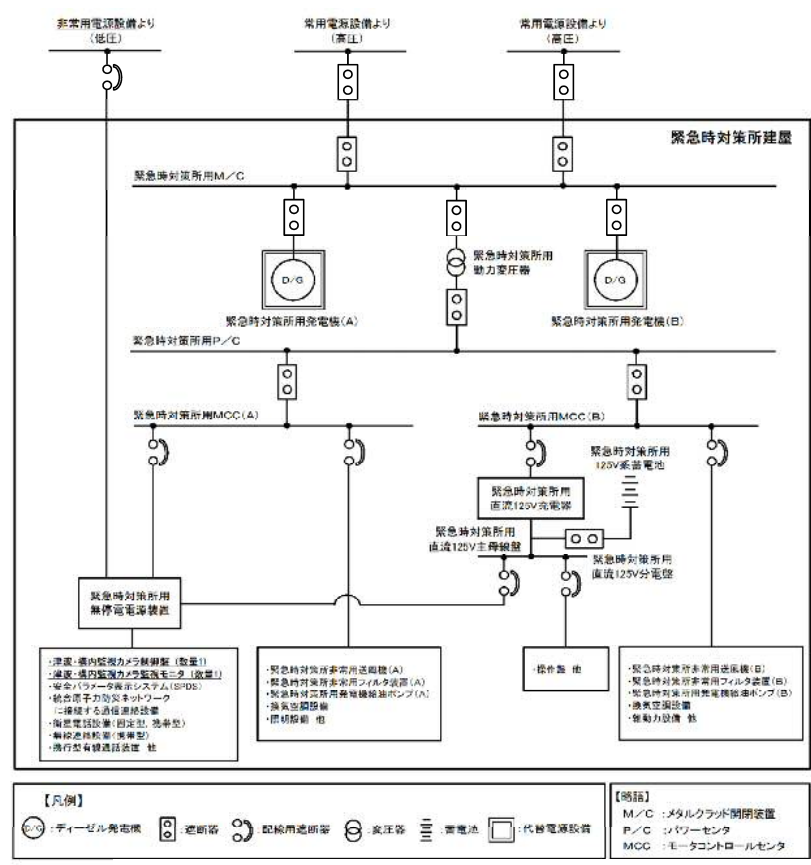 非常用電源設備より
(低圧)
常用電源設備より
(高圧)
常用電源設備より
(高圧)
緊急時対策所建屋
緊急時対策所用M/C
D/G
緊急時対策所用発電機(A)
緊急時対策所用
動力変圧器
D/G
緊急時対策所用発電機(B)
緊急時対策所用P/C
緊急時対策所用MCC(A)
緊急時対策所用MCC(B)
緊急時対策所用
125V系蓄電池
緊急時対策所用
直流125V充電器
緊急時対策所用
直流125V主母線盤
緊急時対策所用
直流125V分電盤
緊急時対策所用
無停電電源装置
・津波・構内監視カメラ制御盤(数量1)
・津波・構内監視カメラ監視モニタ(数量1)
・安全パラメータ表示システム(SPDS)
・統合原子力防災ネットワーク
に接続する通信連絡設備
・衛星電話設備(固定型,携帯型)
・無線連絡設備(携帯型)
・携行型有線通話装置 他
・緊急時対策所非常用送風機(A)
・緊急時対策所非常用フィルタ装置(A)
・緊急時対策所用発電機給油ポンプ(A)
・換気空調設備
・照明設備 他
・操作盤 他
・緊急時対策所非常用送風機(B)
・緊急時対策所非常用フィルタ装置(B)
・緊急時対策所用発電機給油ポンプ(B)
・換気空調設備
・雑動力設備 他
【凡例】
D/G :ディーゼル発電機 :遮断器 :配線用遮断器 :変圧器 :蓄電池 :代替電源設備
【略語】
M/C :メタルクラッド開閉装置
P/C :パワーセンタ
MCC :モータコントロールセンタ